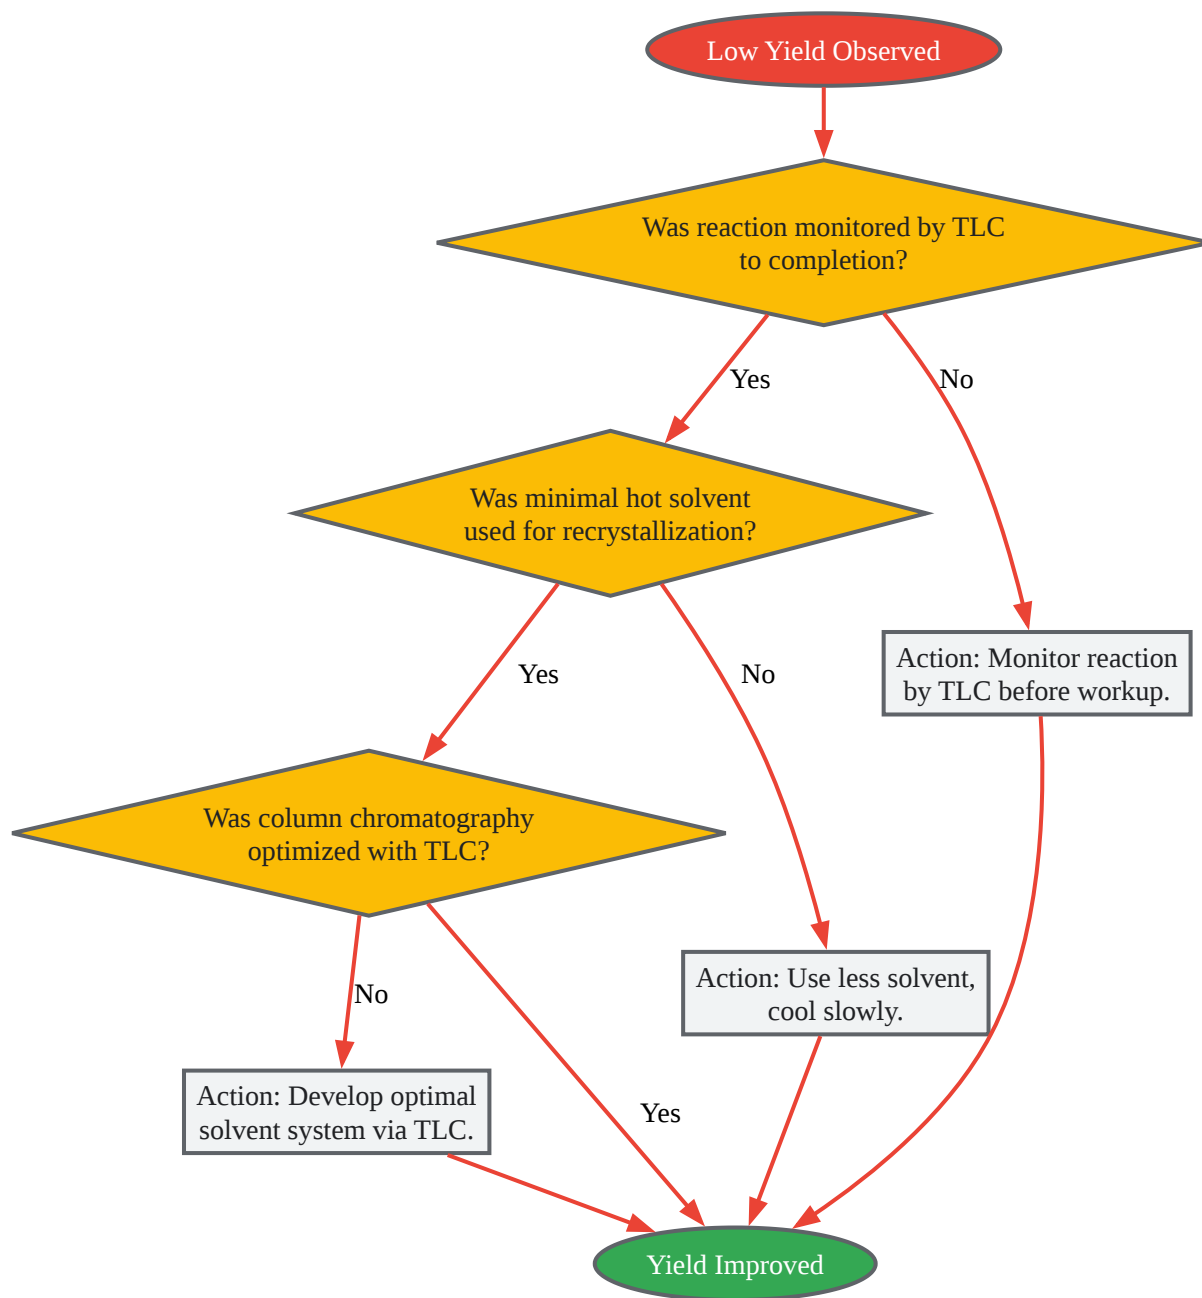 Low Yield Observed
Was reaction monitored by TLC
to completion?
Yes
No
Was minimal hot solvent
used for recrystallization?
Yes
No
Action: Monitor reaction
by TLC before workup.
Was column chromatography
optimized with TLC?
No
Yes
Action: Use less solvent,
cool slowly.
Action: Develop optimal
solvent system via TLC.
Yield Improved